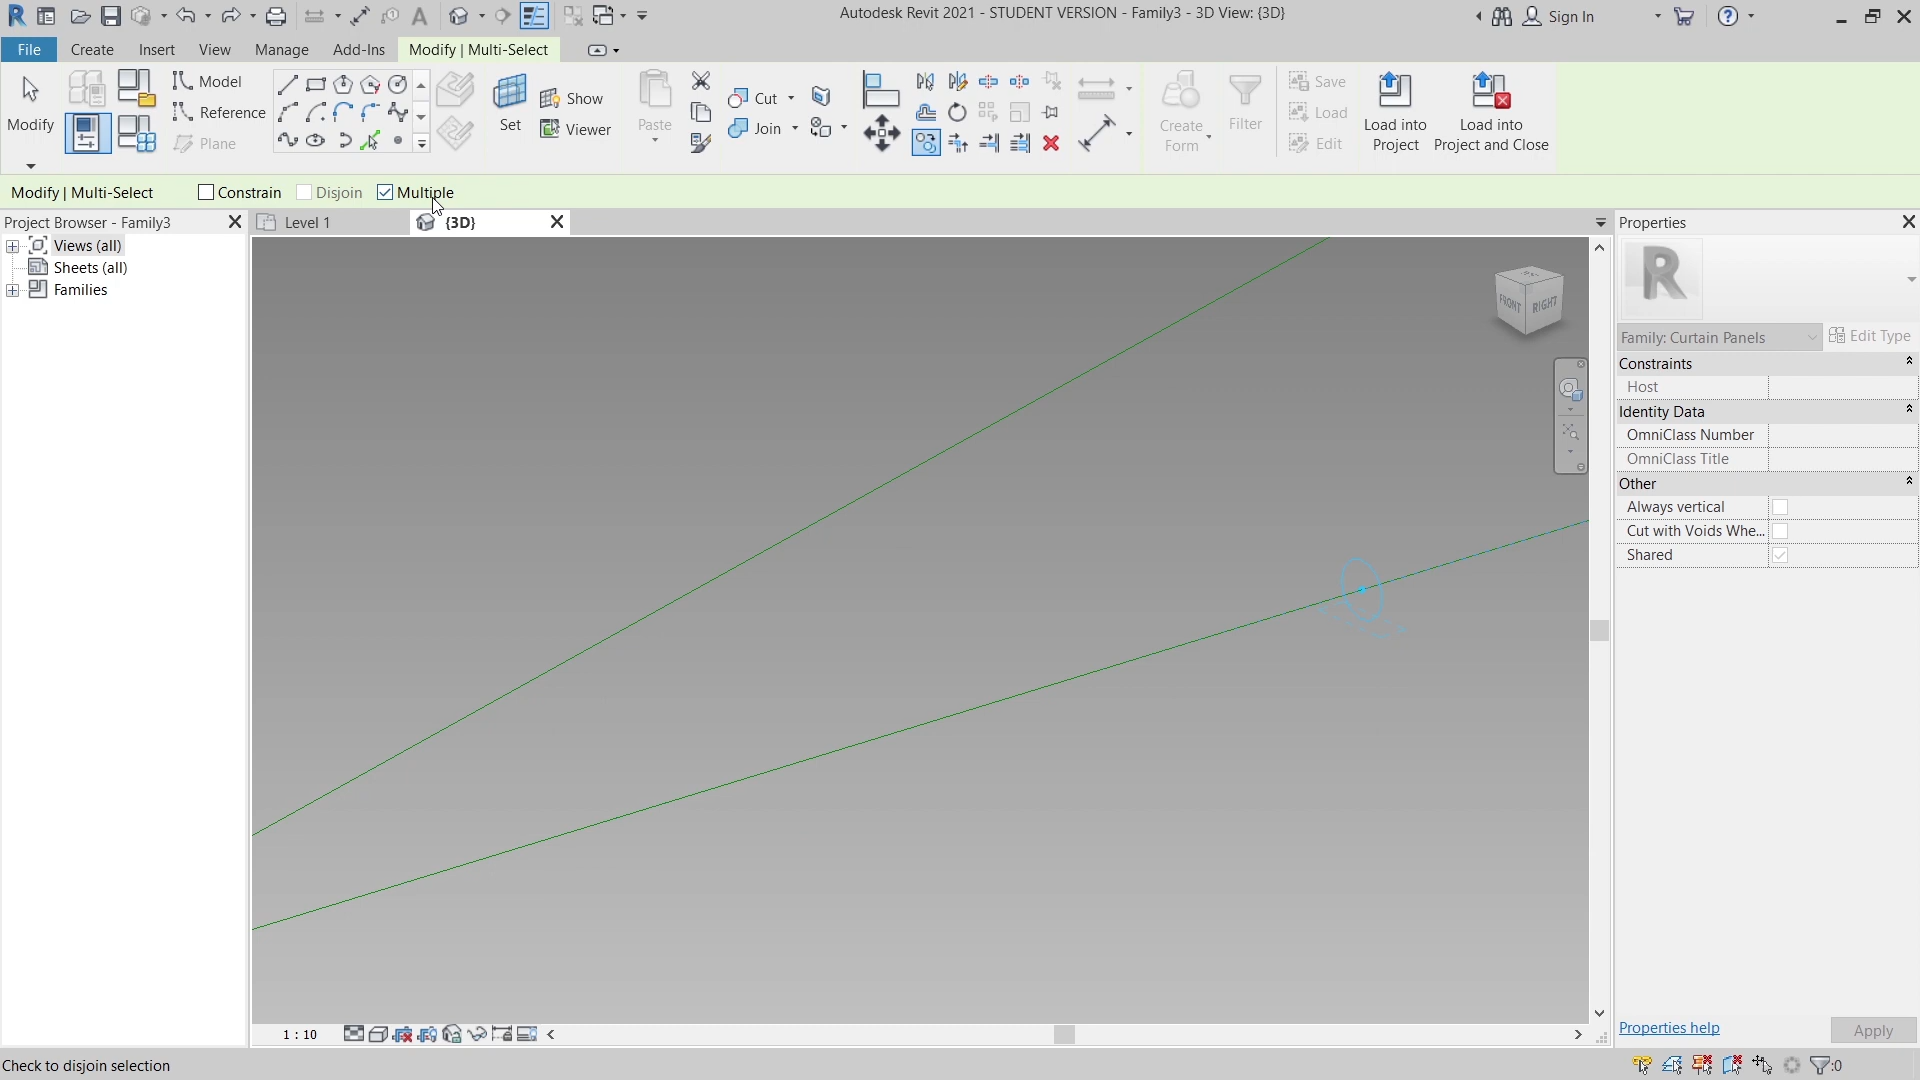 Autodesk Revit 2021 - STUDENT VERSION - Family3 - 3D View: {3D}
Sign In
File
Create
Insert
View
Manage
Add-Ins
Modify | Multi-Select
Modify
Model
Reference
Plane
Set
Show
Viewer
Paste
Cut
Join
Create
Form
Filter
Save
Load
Edit
Load into
Project
Load into
Project and Close
Modify | Multi-Select
Constrain
Disjoin
Multiple
Project Browser - Family3
Level 1
{3D}
Properties
Views (all)
Sheets (all)
Families
FRONT
RIGHT
R
Family: Curtain Panels
Edit Type
Constraints
Host
Identity Data
OmniClass Number
OmniClass Title
Other
Always vertical
Cut with Voids Whe...
Shared
1 : 10
Properties help
Apply
Check to disjoin selection
:0